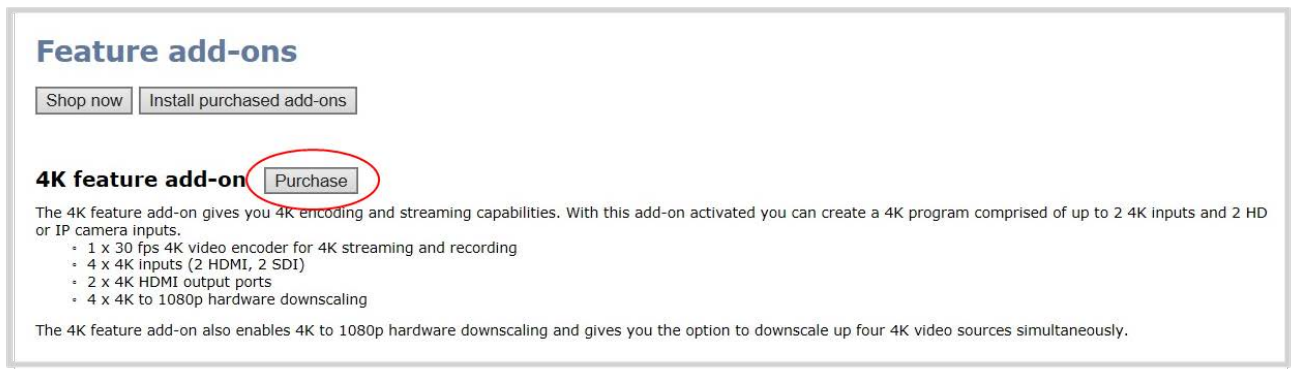 Feature add-ons
Shop now Install purchased add-ons
4K feature add-on Purchase
The 4K feature add-on gives you 4K encoding and streaming capabilities. With this add-on activated you can create a 4K program comprised of up to 2 4K inputs and 2 HD
or IP camera inputs.
◦ 1 x 30 fps 4K video encoder for 4K streaming and recording
◦ 4 x 4K inputs (2 HDMI, 2 SDI)
◦ 2 x 4K HDMI output ports
◦ 4 x 4K to 1080p hardware downscaling
The 4K feature add-on also enables 4K to 1080p hardware downscaling and gives you the option to downscale up four 4K video sources simultaneously.